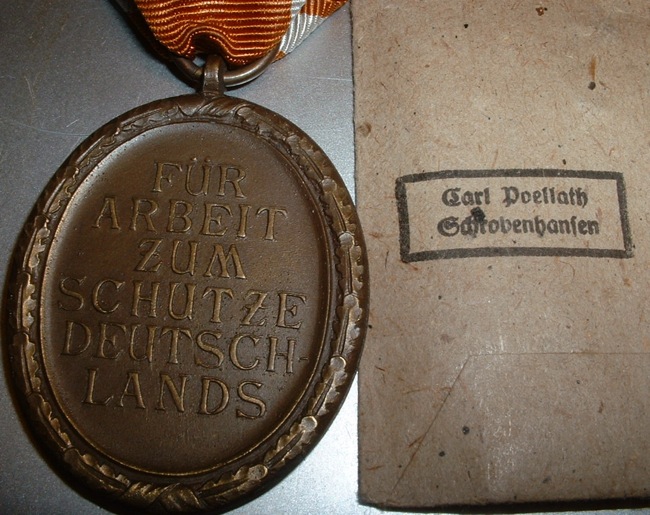 FÜR
ARBEIT
ZUM
SCHUTZE
DEUTSCH-
LANDS
Carl Poellath
Schrobenhausen